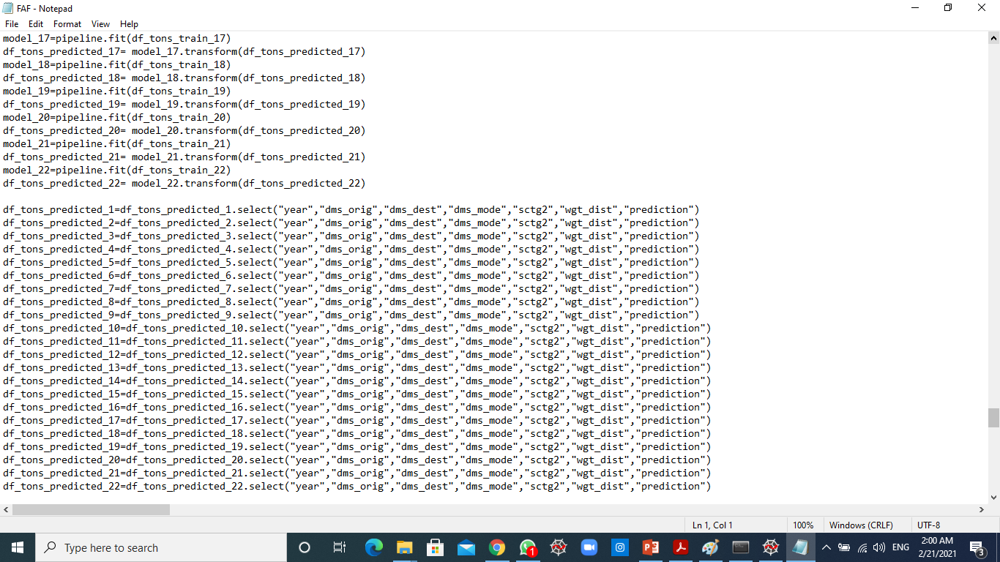 FAF - Notepad
File Edit Format View Help
model_17=pipeline.fit(df_tons_train_17)
df_tons_predicted_17= model_17.transform(df_tons_predicted_17)
model_18=pipeline.fit(df_tons_train_18)
df_tons_predicted_18= model_18.transform(df_tons_predicted_18)
model_19=pipeline.fit(df_tons_train_19)
df_tons_predicted_19= model_19.transform(df_tons_predicted_19)
model_20=pipeline.fit(df_tons_train_20)
df_tons_predicted_20= model_20.transform(df_tons_predicted_20)
model_21=pipeline.fit(df_tons_train_21)
df_tons_predicted_21= model_21.transform(df_tons_predicted_21)
model_22=pipeline.fit(df_tons_train_22)
df_tons_predicted_22= model_22.transform(df_tons_predicted_22)
df_tons_predicted_1=df_tons_predicted_1.select("year","dms_orig","dms_dest","dms_mode","sctg2","wgt_dist","prediction")
df_tons_predicted_2=df_tons_predicted_2.select("year","dms_orig","dms_dest","dms_mode","sctg2","wgt_dist","prediction")
df_tons_predicted_3=df_tons_predicted_3.select("year","dms_orig","dms_dest","dms_mode","sctg2","wgt_dist","prediction")
df_tons_predicted_4=df_tons_predicted_4.select("year","dms_orig","dms_dest","dms_mode","sctg2","wgt_dist","prediction")
df_tons_predicted_5=df_tons_predicted_5.select("year","dms_orig","dms_dest","dms_mode","sctg2","wgt_dist","prediction")
df_tons_predicted_6=df_tons_predicted_6.select("year","dms_orig","dms_dest","dms_mode","sctg2","wgt_dist","prediction")
df_tons_predicted_7=df_tons_predicted_7.select("year","dms_orig","dms_dest","dms_mode","sctg2","wgt_dist","prediction")
df_tons_predicted_8=df_tons_predicted_8.select("year","dms_orig","dms_dest","dms_mode","sctg2","wgt_dist","prediction")
df_tons_predicted_9=df_tons_predicted_9.select("year","dms_orig","dms_dest","dms_mode","sctg2","wgt_dist","prediction")
df_tons_predicted_10=df_tons_predicted_10.select("year","dms_orig","dms_dest","dms_mode","sctg2","wgt_dist","prediction")
df_tons_predicted_11=df_tons_predicted_11.select("year","dms_orig","dms_dest","dms_mode","sctg2","wgt_dist","prediction")
df_tons_predicted_12=df_tons_predicted_12.select("year","dms_orig","dms_dest","dms_mode","sctg2","wgt_dist","prediction")
df_tons_predicted_13=df_tons_predicted_13.select("year","dms_orig","dms_dest","dms_mode","sctg2","wgt_dist","prediction")
df_tons_predicted_14=df_tons_predicted_14.select("year","dms_orig","dms_dest","dms_mode","sctg2","wgt_dist","prediction")
df_tons_predicted_15=df_tons_predicted_15.select("year","dms_orig","dms_dest","dms_mode","sctg2","wgt_dist","prediction")
df_tons_predicted_16=df_tons_predicted_16.select("year","dms_orig","dms_dest","dms_mode","sctg2","wgt_dist","prediction")
df_tons_predicted_17=df_tons_predicted_17.select("year","dms_orig","dms_dest","dms_mode","sctg2","wgt_dist","prediction")
df_tons_predicted_18=df_tons_predicted_18.select("year","dms_orig","dms_dest","dms_mode","sctg2","wgt_dist","prediction")
df_tons_predicted_19=df_tons_predicted_19.select("year","dms_orig","dms_dest","dms_mode","sctg2","wgt_dist","prediction")
df_tons_predicted_20=df_tons_predicted_20.select("year","dms_orig","dms_dest","dms_mode","sctg2","wgt_dist","prediction")
df_tons_predicted_21=df_tons_predicted_21.select("year","dms_orig","dms_dest","dms_mode","sctg2","wgt_dist","prediction")
df_tons_predicted_22=df_tons_predicted_22.select("year","dms_orig","dms_dest","dms_mode","sctg2","wgt_dist","prediction")
Ln 1, Col 1 100% Windows (CRLF) UTF-8
Type here to search 1 ENG 2:00 AM 3
2/21/2021